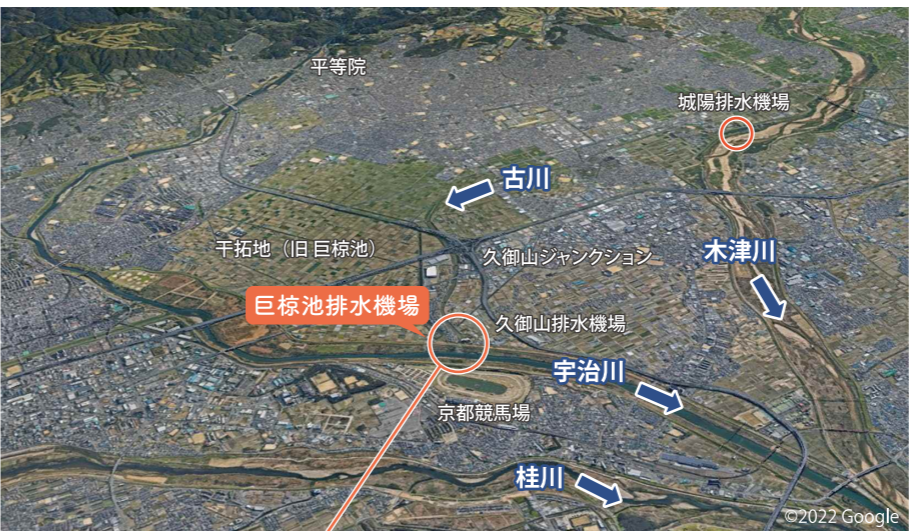 平等院
城陽排水機場
古川
干拓地（旧 巨椋池）
久御山ジャンクション
木津川
巨椋池排水機場
久御山排水機場
宇治川
京都競馬場
桂川
©2022 Google